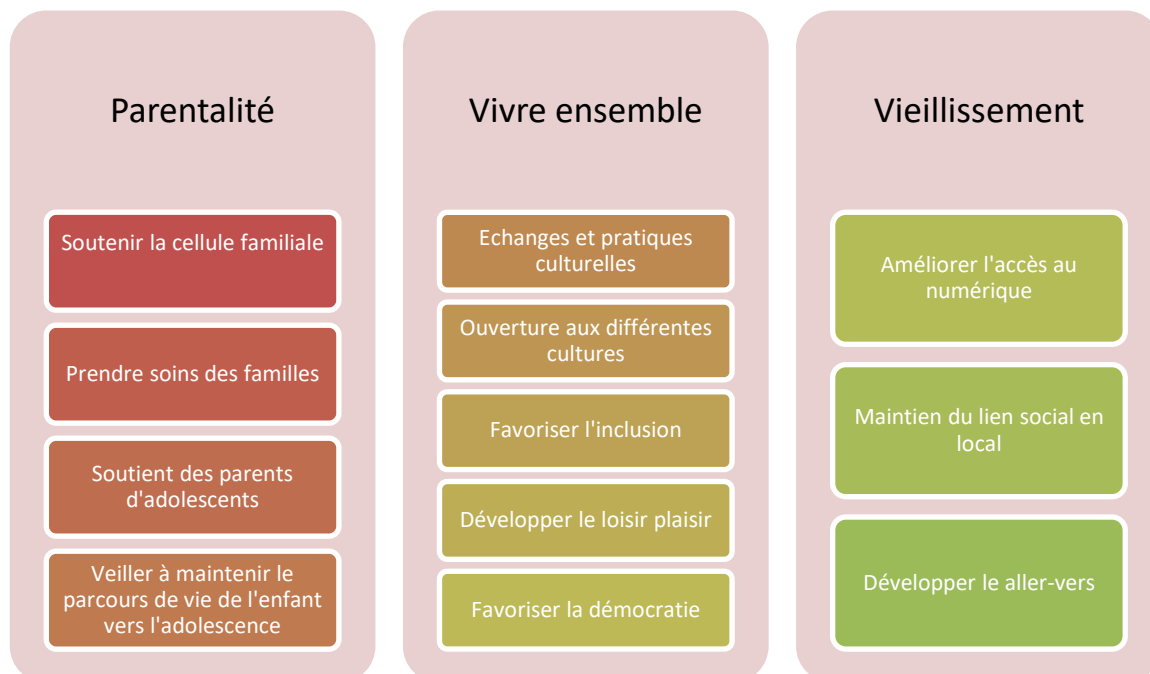 Parentalité
Soutenir la cellule familiale
Prendre soins des familles
Soutient des parents
d'adolescents
Veiller à maintenir le
parcours de vie de l'enfant
vers l'adolescence
Vivre ensemble
Echanges et pratiques
culturelles
Ouverture aux différentes
cultures
Favoriser l'inclusion
Développer le loisir plaisir
Favoriser la démocratie
Vieillissement
Améliorer l'accès au
numérique
Maintien du lien social en
local
Développer le aller-vers